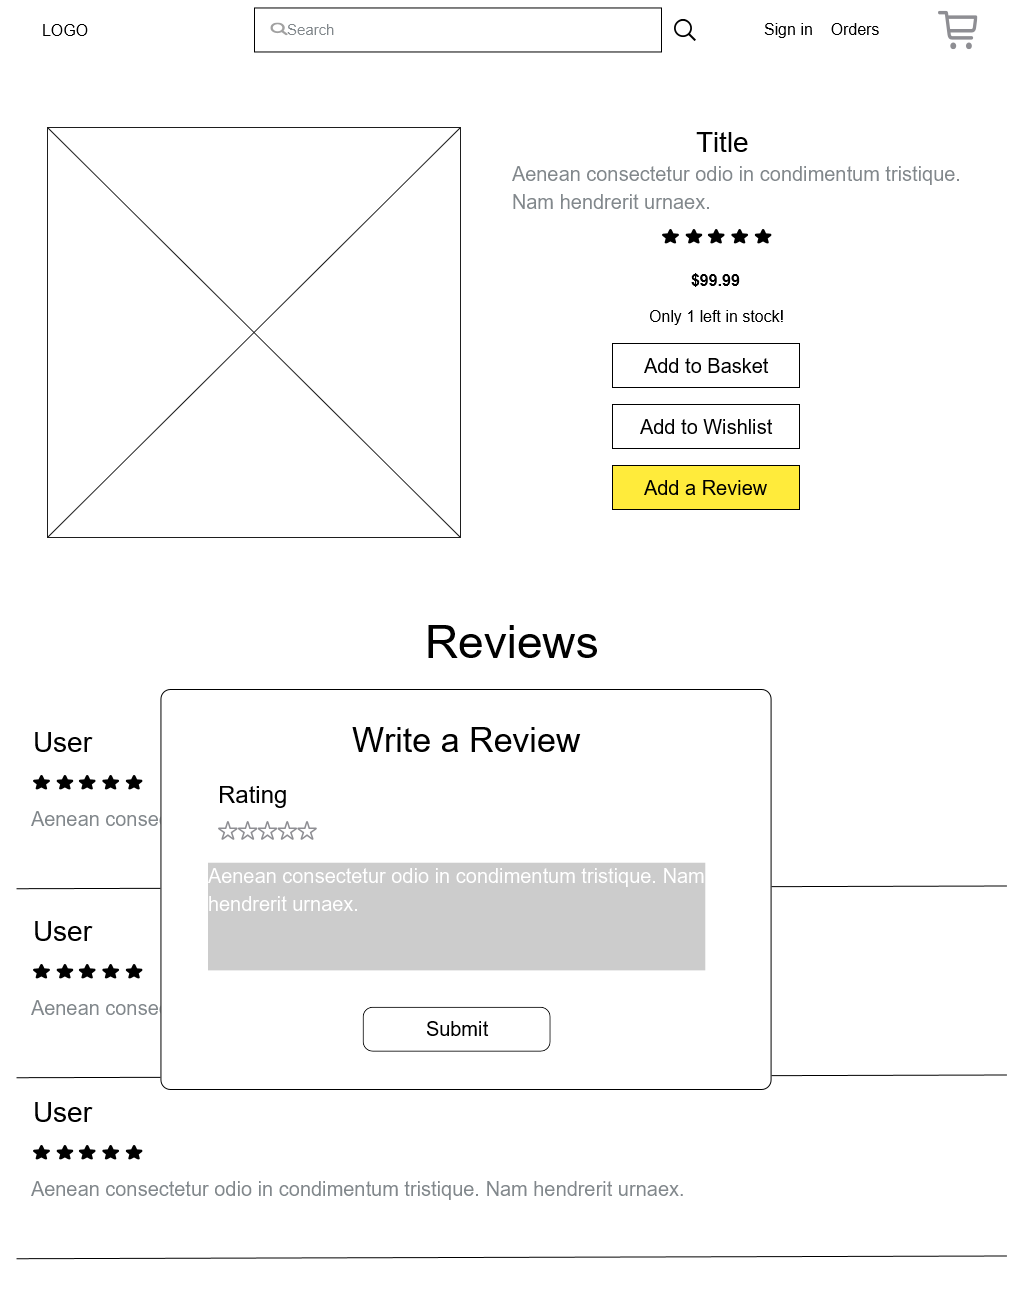 LOGO
Search
Sign in
Orders
Title
Aenean consectetur odio in condimentum tristique.
Nam hendrerit urnaex.
$99.99
Only 1 left in stock!
Add to Basket
Add to Wishlist
Add a Review
Reviews
User
Aenean conse
Write a Review
Rating
Aenean consectetur odio in condimentum tristique. Nam
hendrerit urnaex.
Submit
User
Aenean conse
User
Aenean consectetur odio in condimentum tristique. Nam hendrerit urnaex.